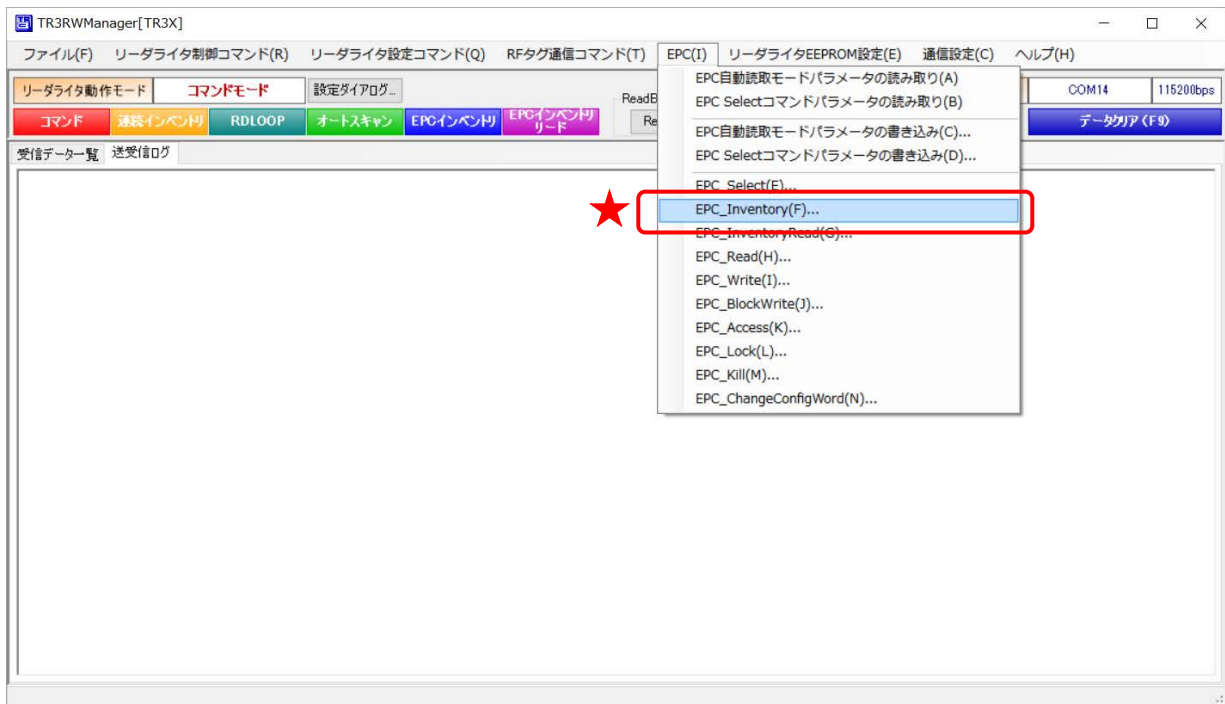 TR3RWManager[TR3X]
ファイル(F) リーダライタ制御コマンド(R) リーダライタ設定コマンド(Q) RFタグ通信コマンド(T) EPC(I) リーダライタEEPROM設定(E) 通信設定(C) ヘルプ(H)
リーダライタ動作モード コマンドモード 設定ダイアログ... ReadB COM14 115200bps
コマンド 連続インベントリ RDLOOP オートスキャン EPCインベントリ EPCインベントリ
リード Re データクリア (F9)
受信データ一覧 送受信ログ
EPC自動読取モードパラメータの読み取り(A)
EPC Selectコマンドパラメータの読み取り(B)
EPC自動読取モードパラメータの書き込み(C)...
EPC Selectコマンドパラメータの書き込み(D)...
EPC_Select(E)...
EPC_Inventory(F)...
EPC_InventoryRead(G)...
EPC_Read(H)...
EPC_Write(I)...
EPC_BlockWrite(J)...
EPC_Access(K)...
EPC_Lock(L)...
EPC_Kill(M)...
EPC_ChangeConfigWord(N)...